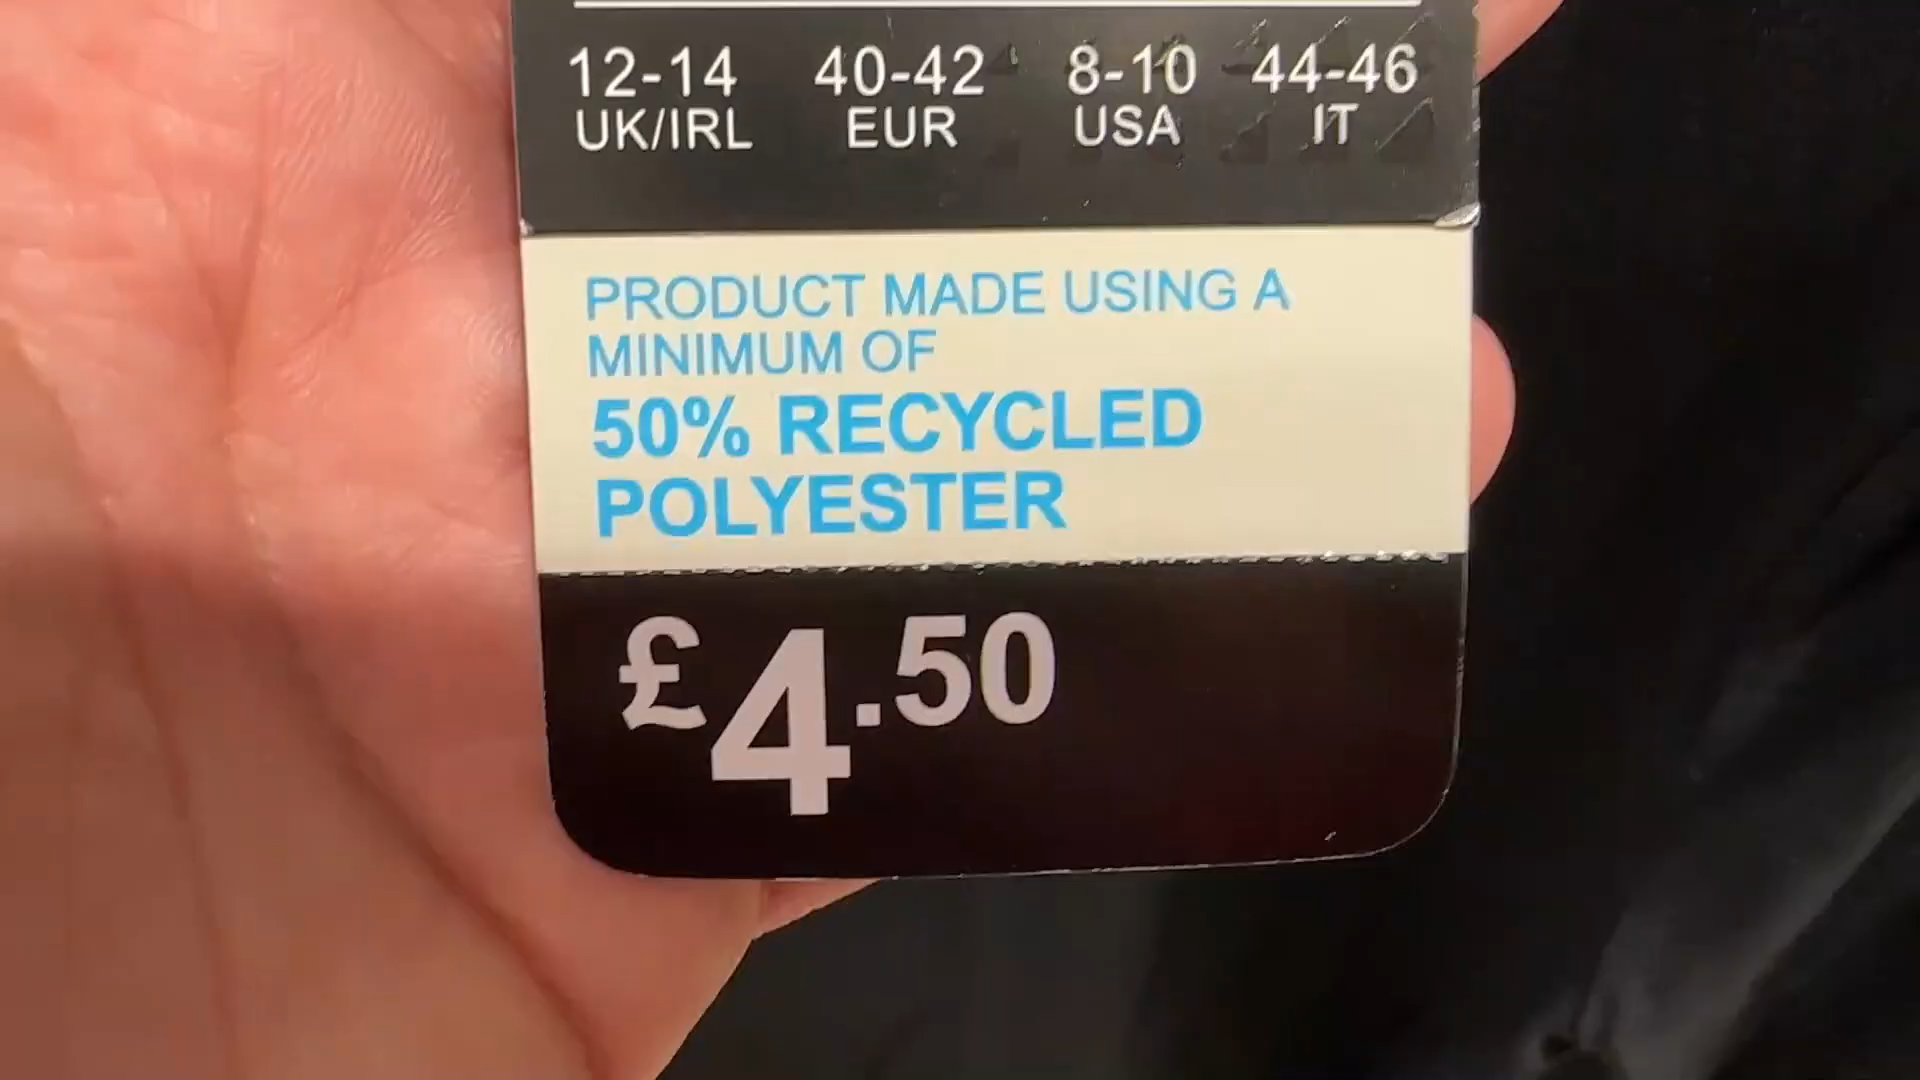 12-14 40-42 8-10 44-46
UK/IRL EUR USA IT
PRODUCT MADE USING A
MINIMUM OF
50% RECYCLED
POLYESTER
£4.50